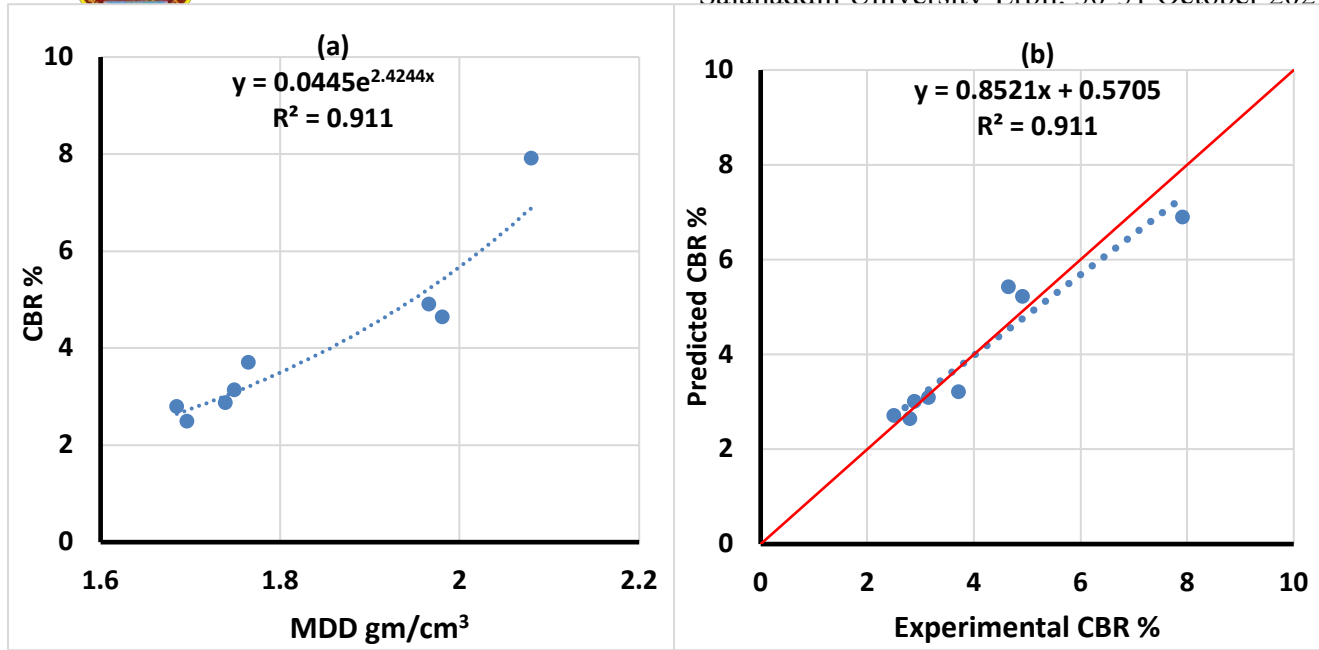 (a)
y = 0.0445e^2.4244x
R² = 0.911
10
8
6
4
2
0
1.6
1.8
2
2.2
CBR %
MDD gm/cm³
(b)
y = 0.8521x + 0.5705
R² = 0.911
10
8
6
4
2
0
0
2
4
6
8
10
Predicted CBR %
Experimental CBR %